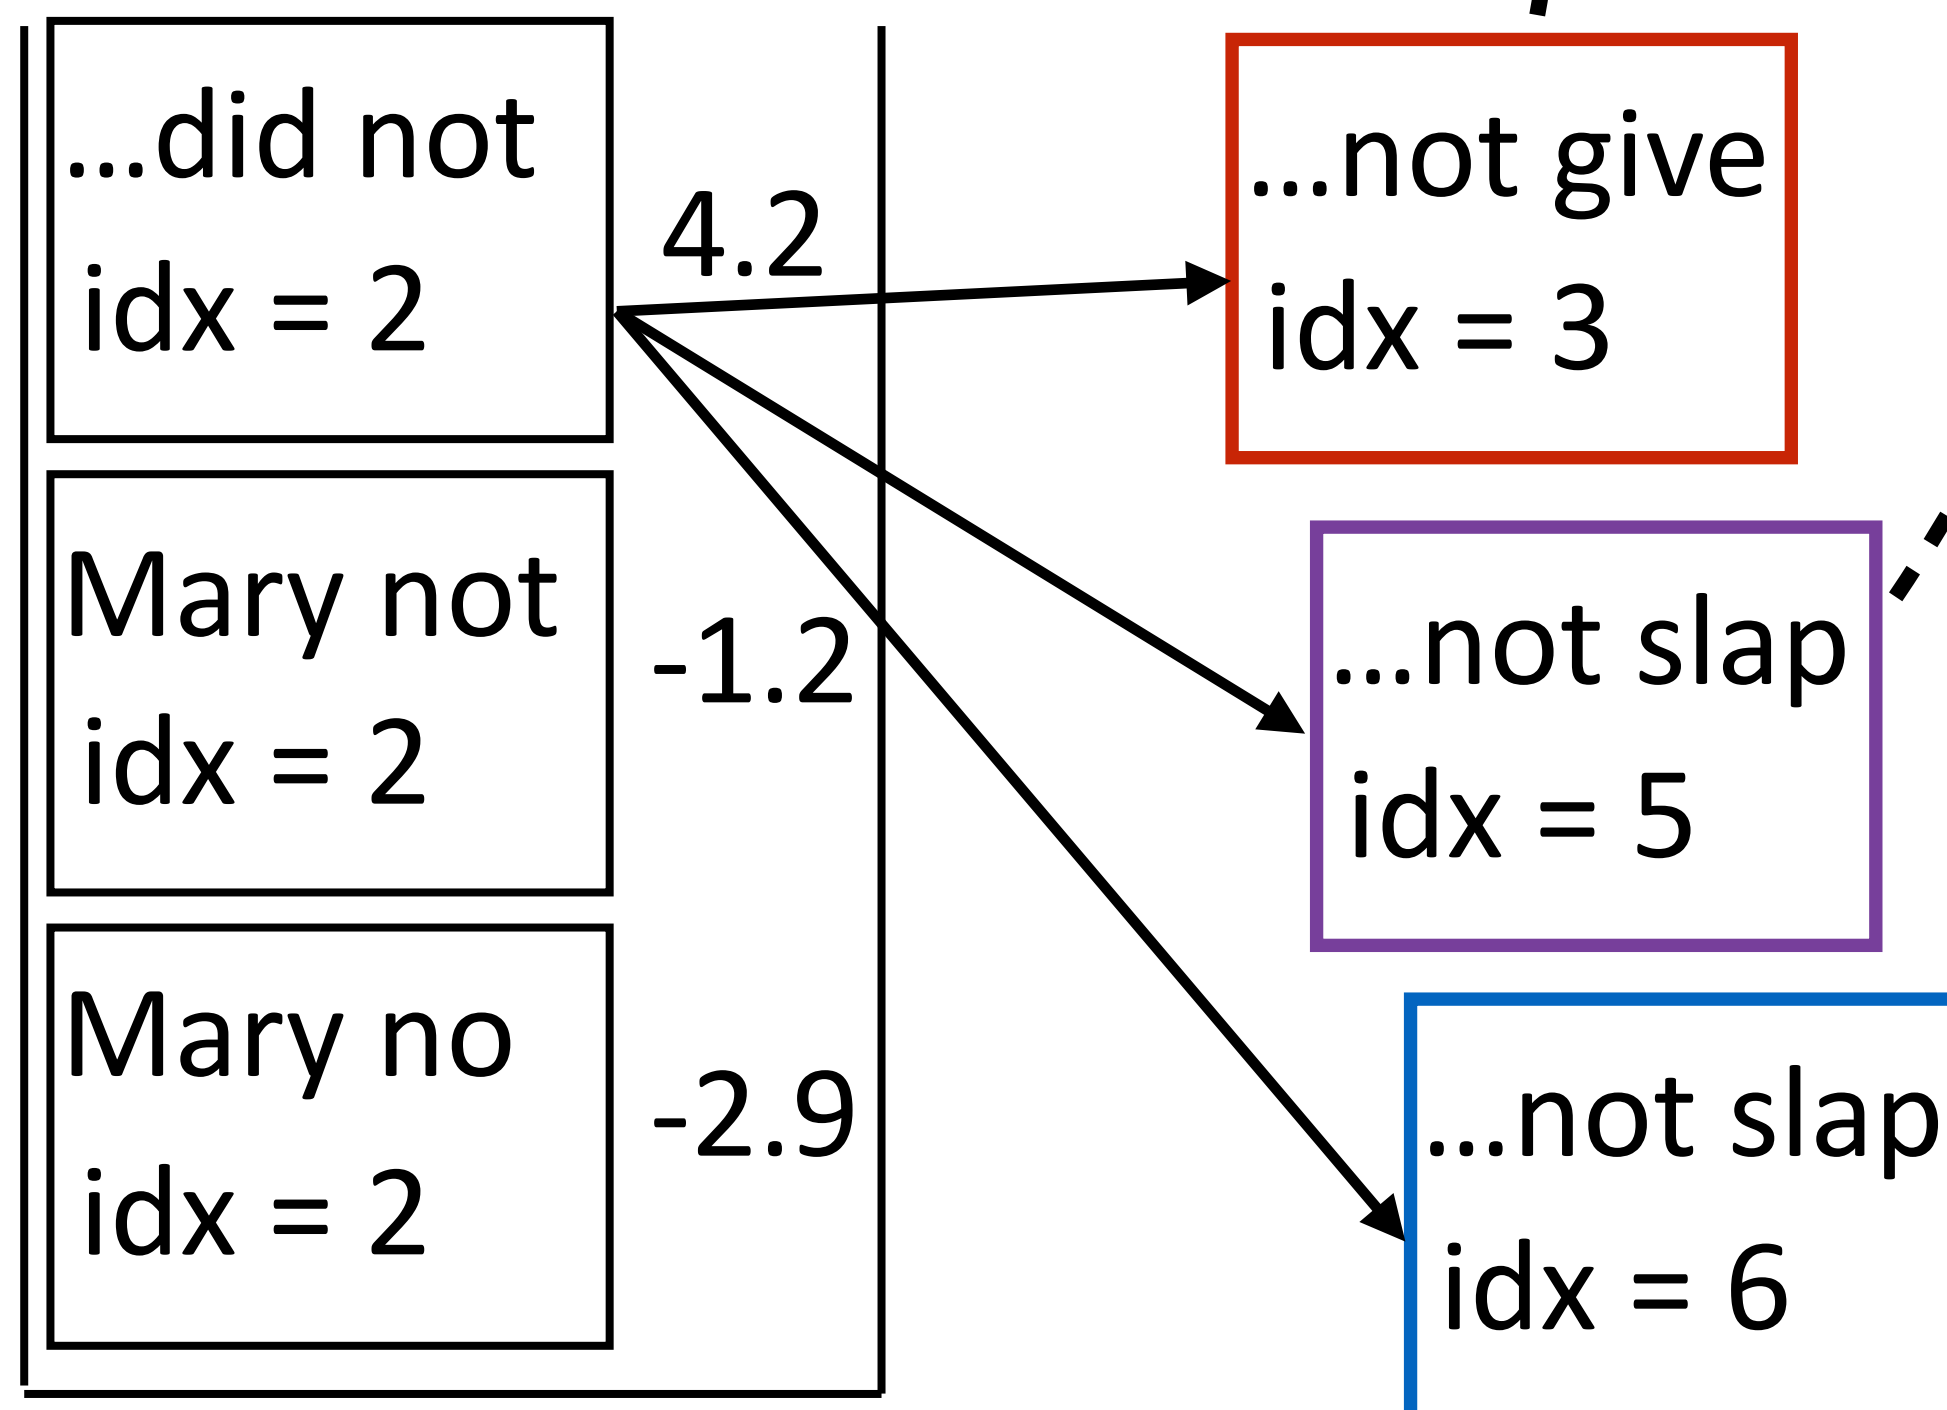 ...did not
idx = 2
4.2
Mary not
idx = 2
-1.2
Mary no
idx = 2
-2.9
...not give
idx = 3
...not slap
idx = 5
...not slap
idx = 6